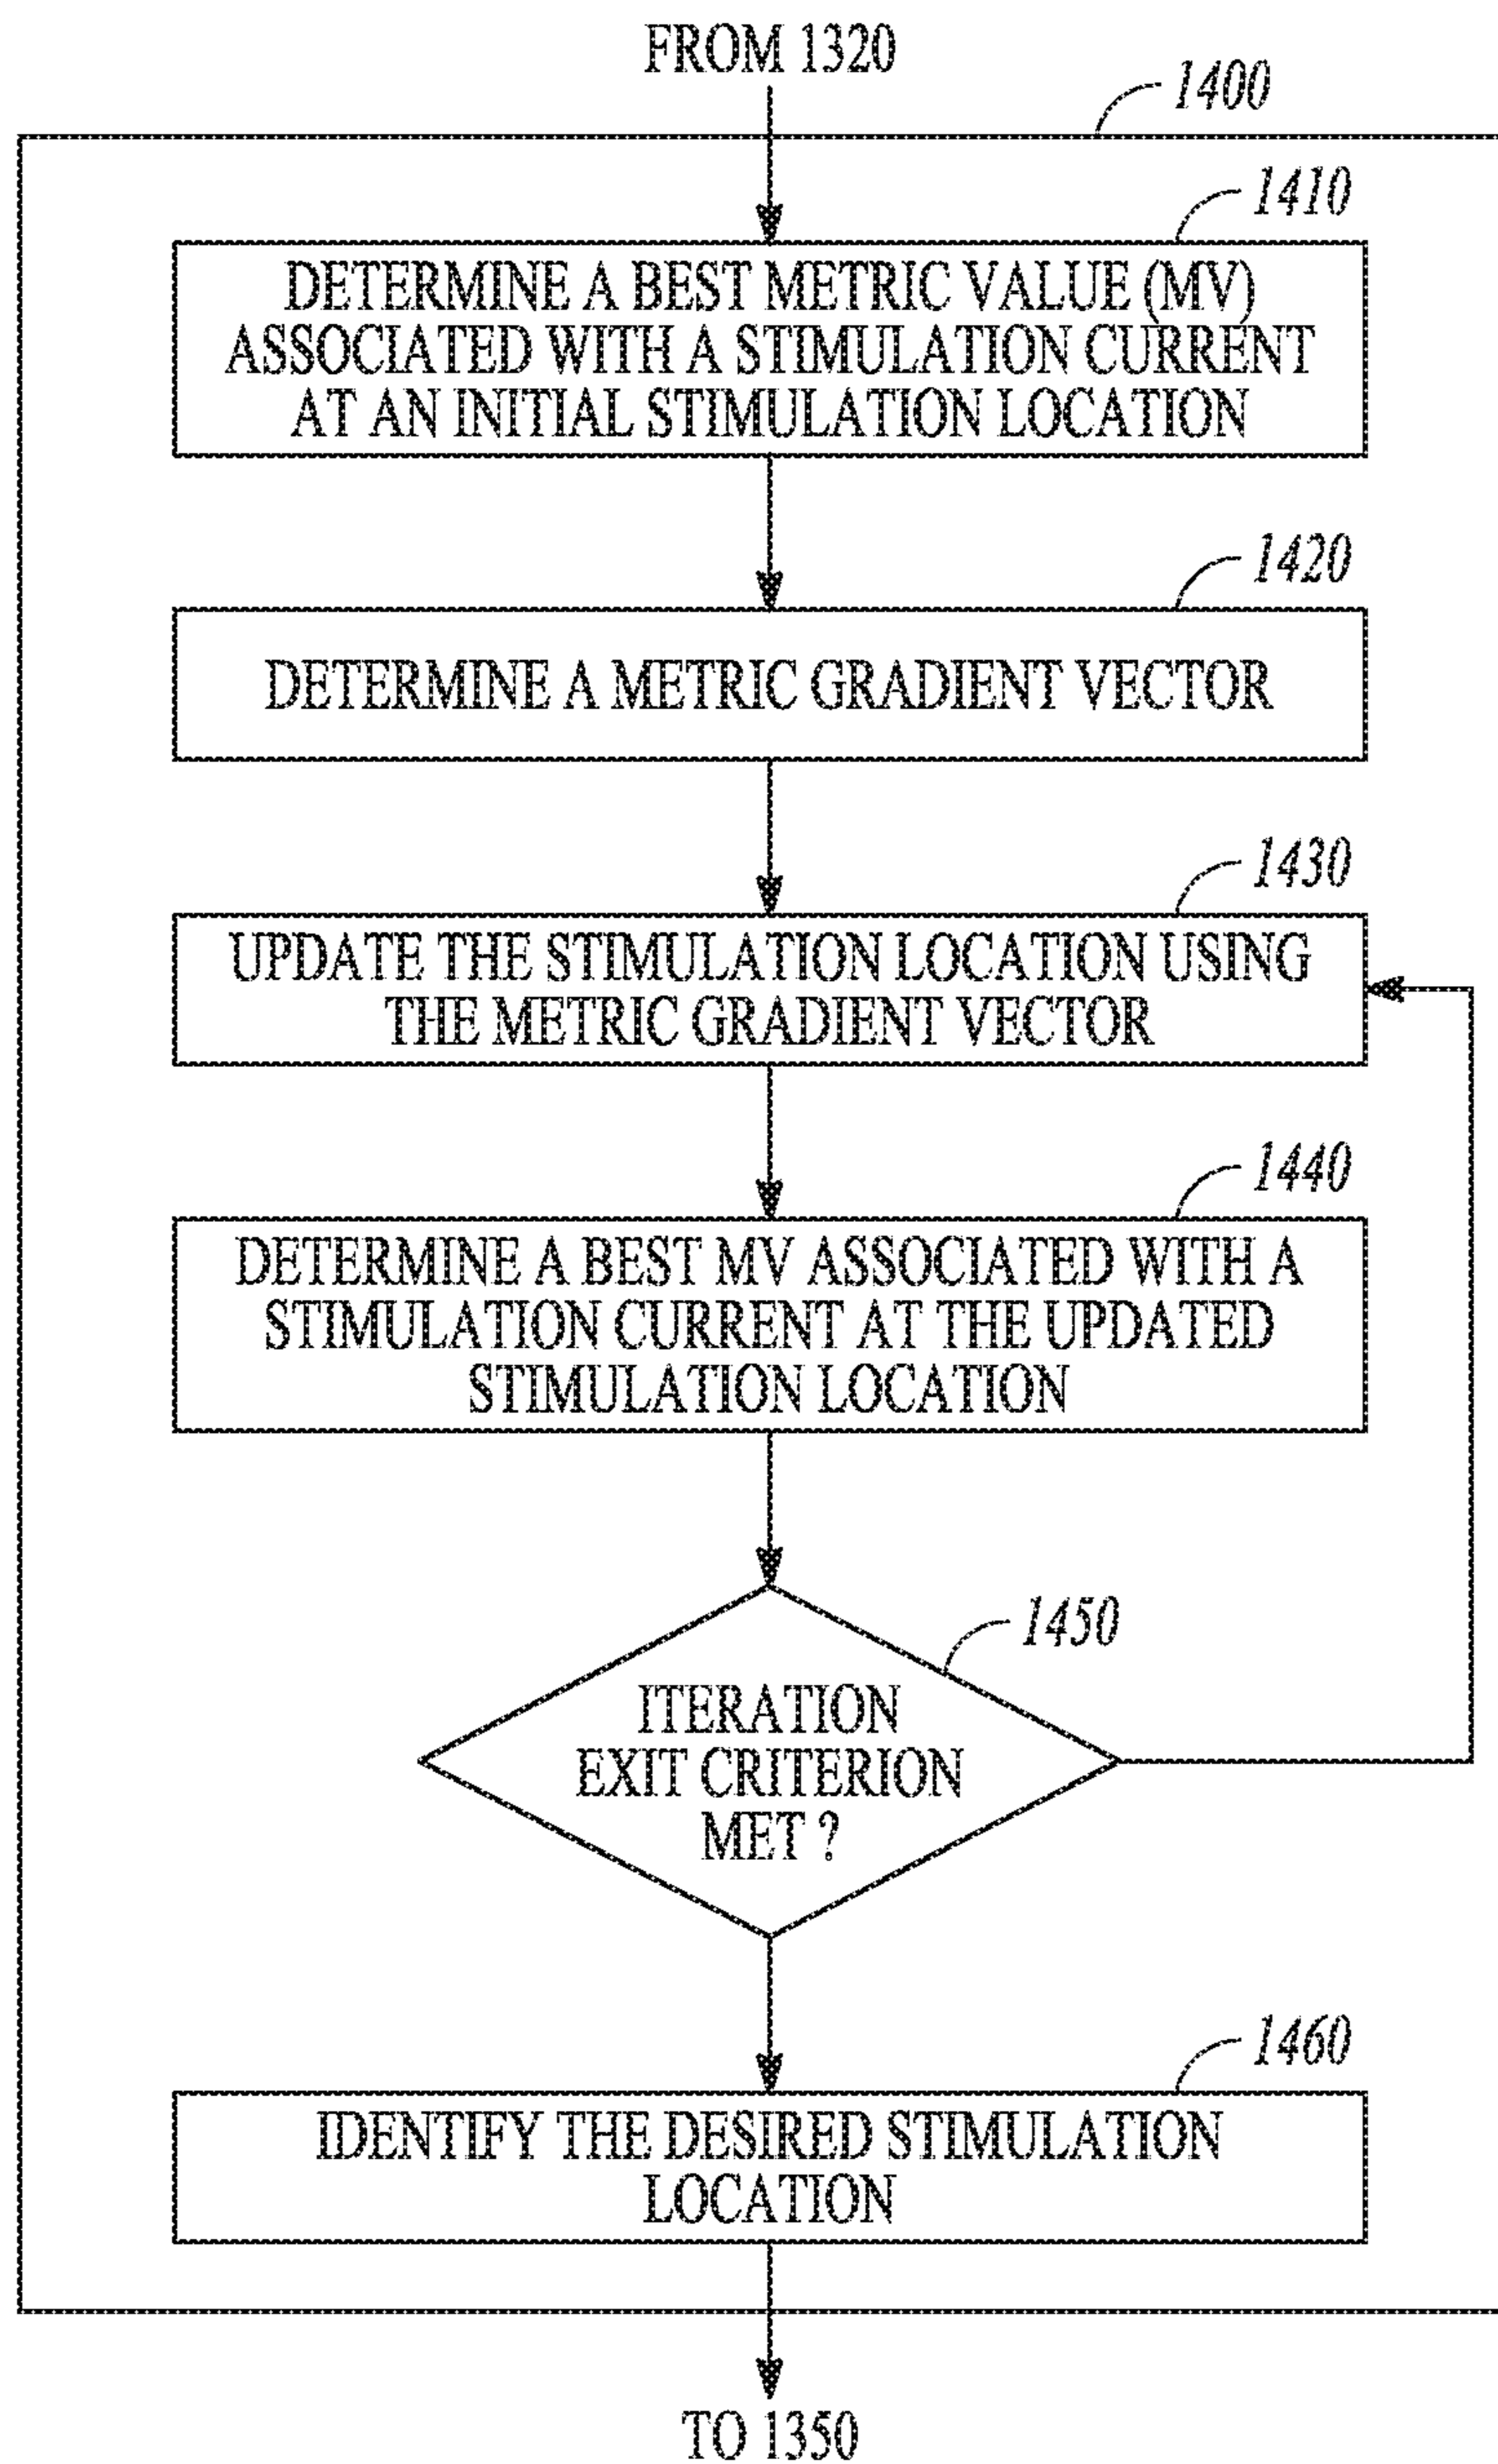 FROM 1320
1400
1410
DETERMINE A BEST METRIC VALUE (MV)
ASSOCIATED WITH A STIMULATION CURRENT
AT AN INITIAL STIMULATION LOCATION
1420
DETERMINE A METRIC GRADIENT VECTOR
1430
UPDATE THE STIMULATION LOCATION USING
THE METRIC GRADIENT VECTOR
1440
DETERMINE A BEST MV ASSOCIATED WITH A
STIMULATION CURRENT AT THE UPDATED
STIMULATION LOCATION
1450
ITERATION
EXIT CRITERION
MET ?
1460
IDENTIFY THE DESIRED STIMULATION
LOCATION
TO 1350